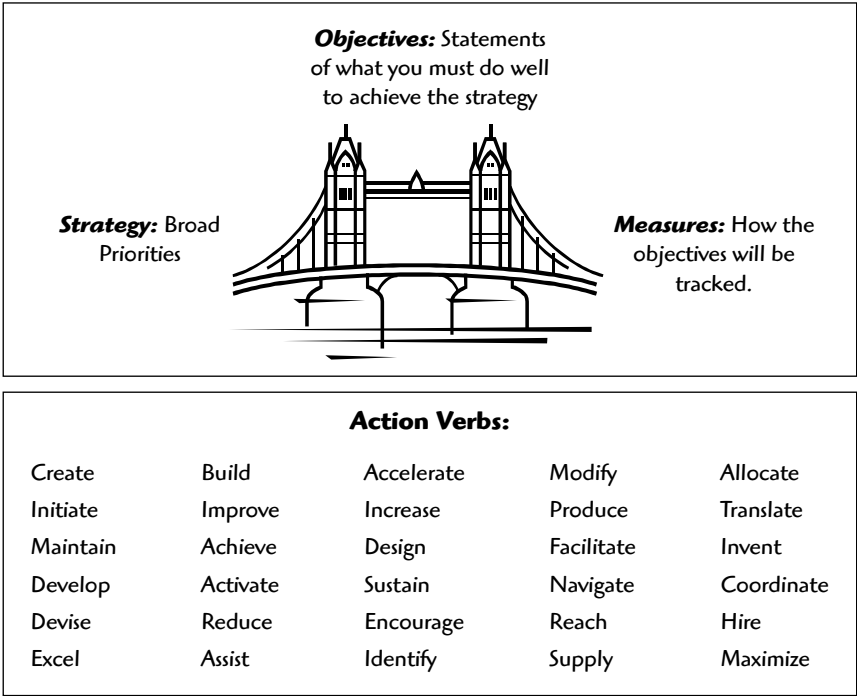 Objectives: Statements
of what you must do well
to achieve the strategy
Strategy: Broad
Priorities
Measures: How the
objectives will be
tracked.
Action Verbs:
Create Build Accelerate Modify Allocate
Initiate Improve Increase Produce Translate
Maintain Achieve Design Facilitate Invent
Develop Activate Sustain Navigate Coordinate
Devise Reduce Encourage Reach Hire
Excel Assist Identify Supply Maximize